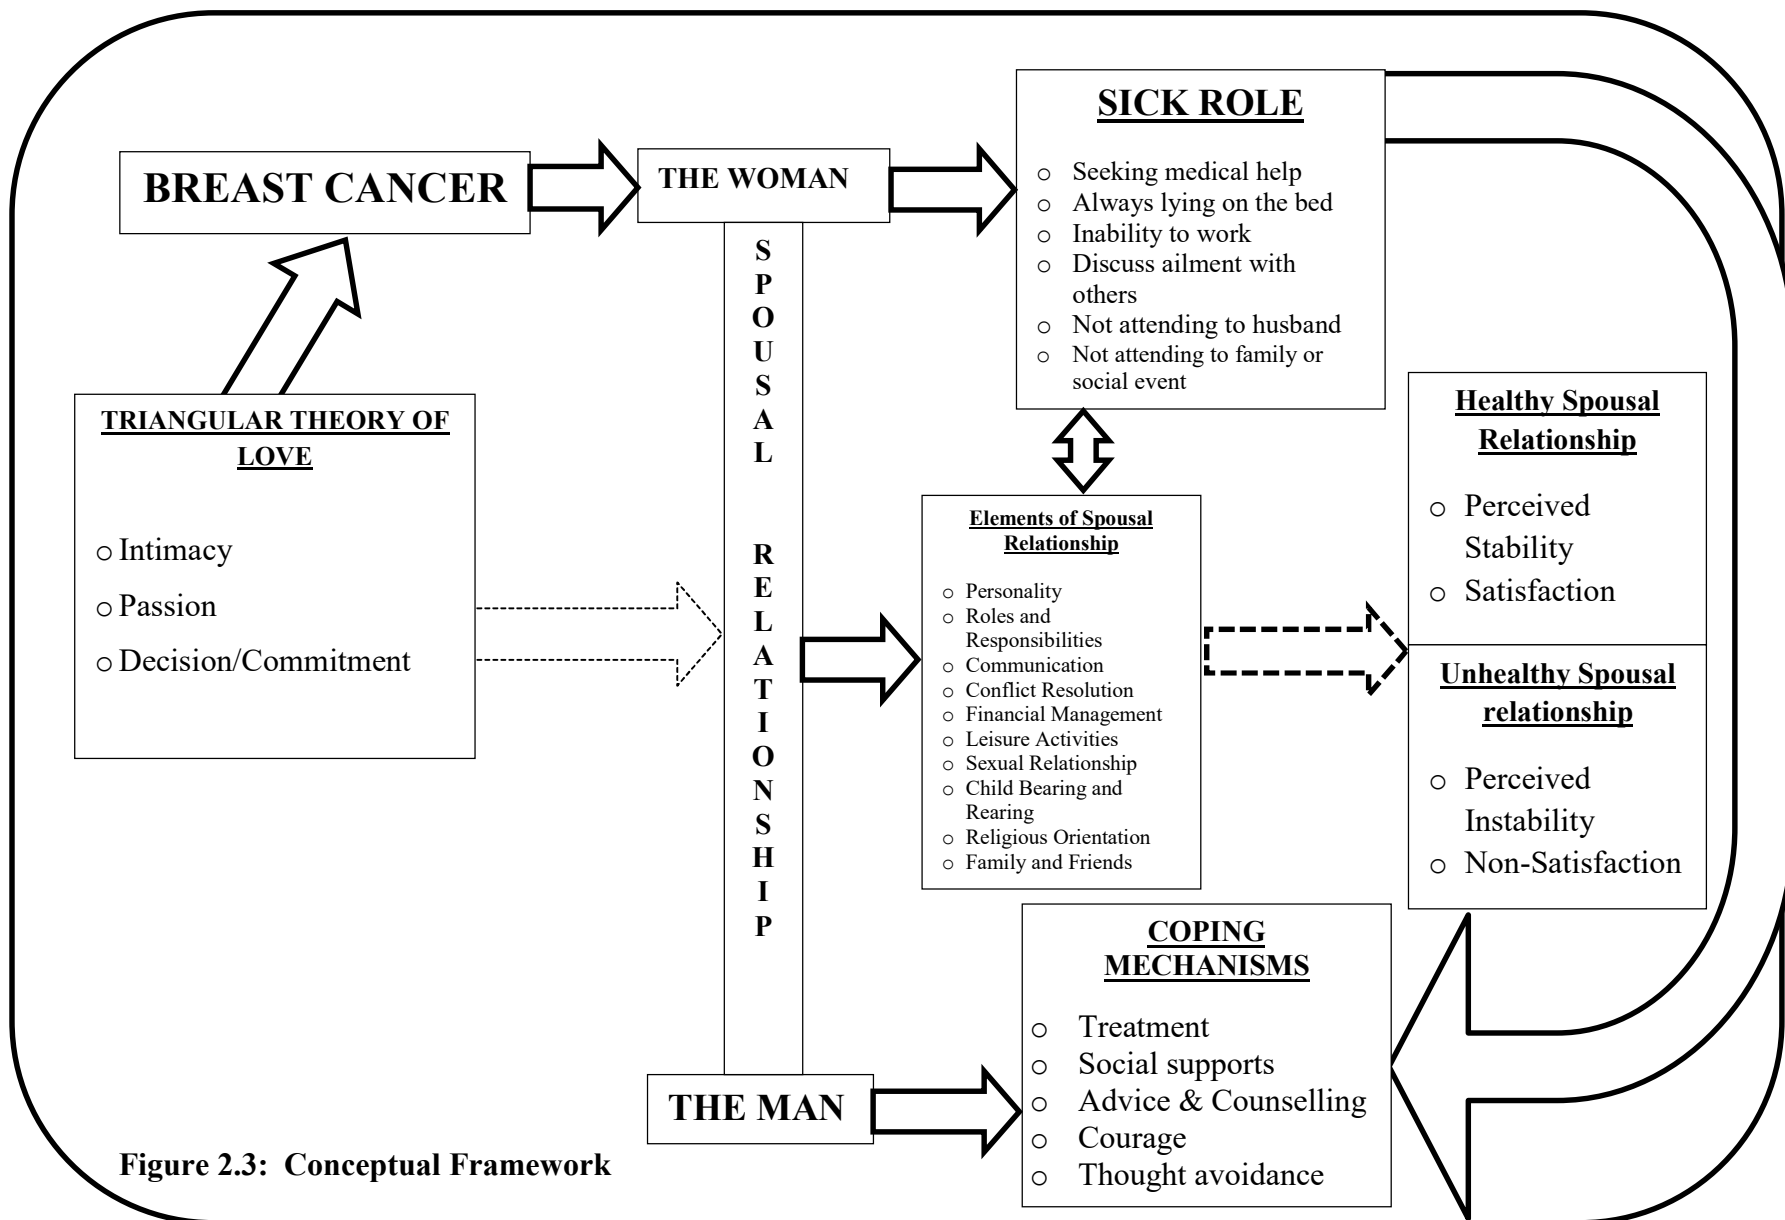 BREAST CANCER
THE WOMAN
SICK ROLE
○ Seeking medical help
○ Always lying on the bed
○ Inability to work
○ Discuss ailment with
others
○ Not attending to husband
○ Not attending to family or
social event
TRIANGULAR THEORY OF
LOVE
○ Intimacy
○ Passion
○ Decision/Commitment
S
P
O
U
S
A
L
R
E
L
A
T
I
O
N
S
H
I
P
Elements of Spousal
Relationship
○ Personality
○ Roles and
Responsibilities
○ Communication
○ Conflict Resolution
○ Financial Management
○ Leisure Activities
○ Sexual Relationship
○ Child Bearing and
Rearing
○ Religious Orientation
○ Family and Friends
Healthy Spousal
Relationship
○ Perceived
Stability
○ Satisfaction
Unhealthy Spousal
relationship
○ Perceived
Instability
○ Non-Satisfaction
THE MAN
COPING
MECHANISMS
○ Treatment
○ Social supports
○ Advice & Counselling
○ Courage
○ Thought avoidance
Figure 2.3: Conceptual Framework